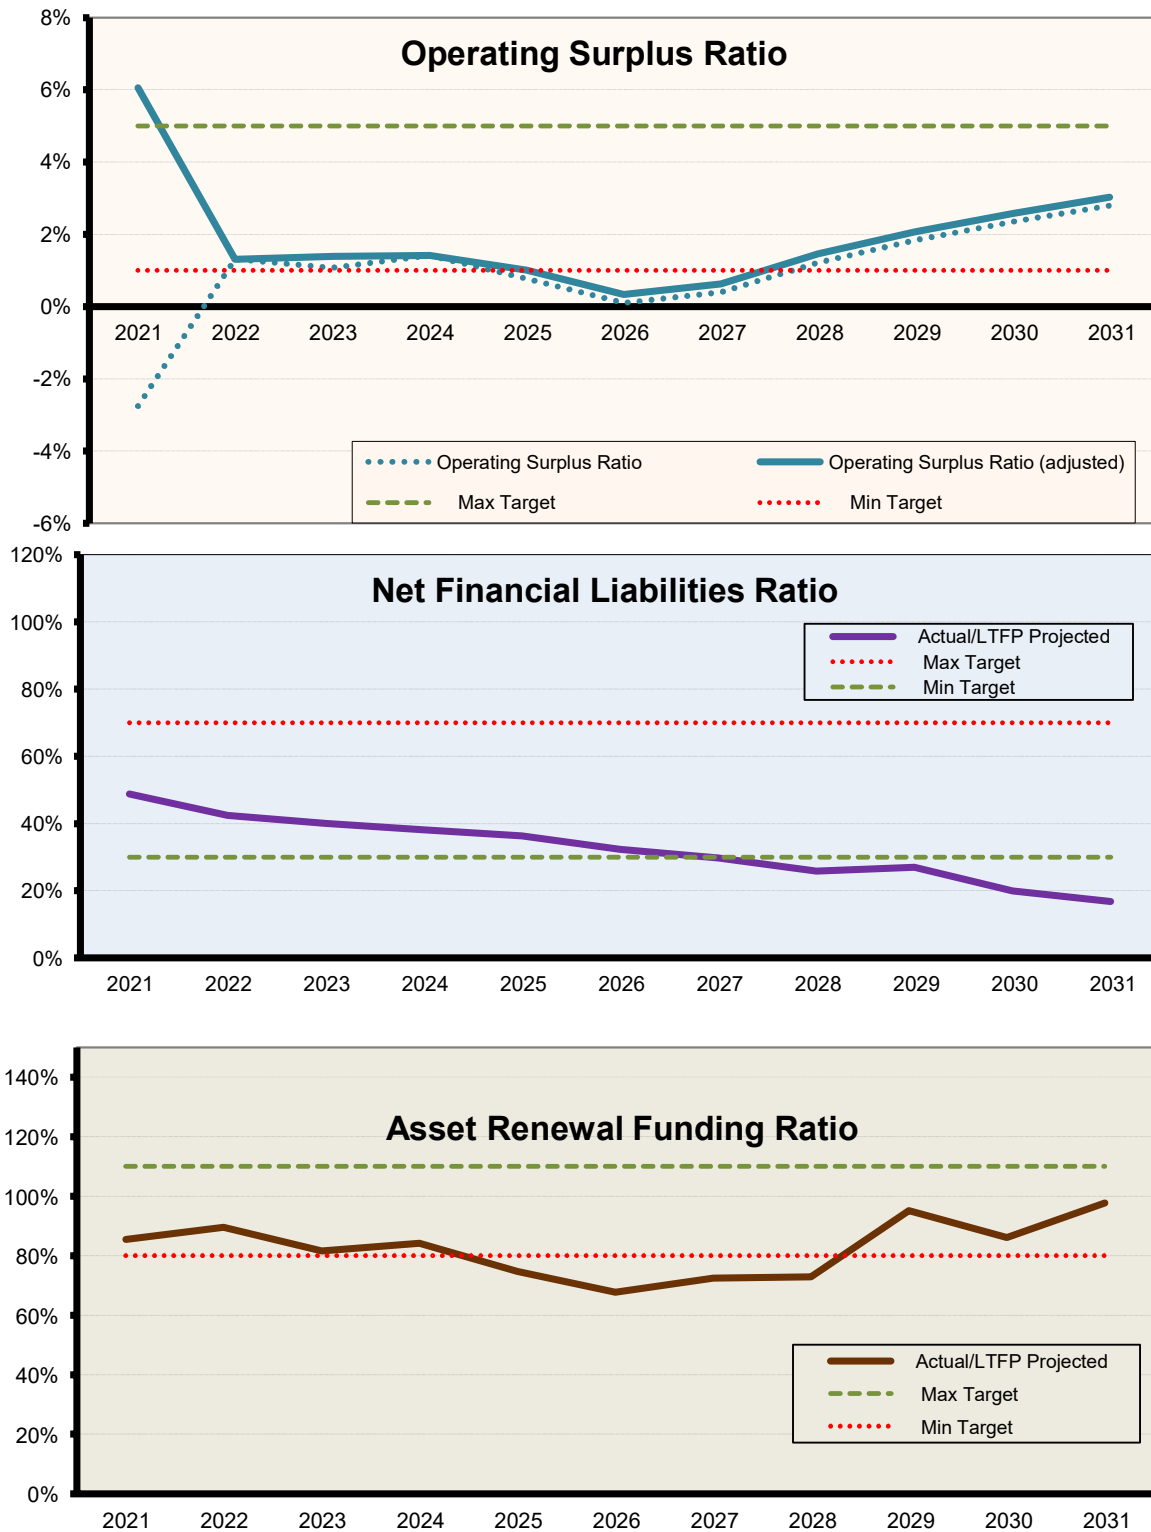 8%
Operating Surplus Ratio
6%
4%
2%
0%
2021 2022 2023 2024 2025 2026 2027 2028 2029 2030 2031
-2%
-4%
Operating Surplus Ratio Operating Surplus Ratio (adjusted)
Max Target Min Target
-6%
120%
Net Financial Liabilities Ratio
100%
Actual/LTFP Projected
Max Target
80%
Min Target
60%
40%
20%
0%
2021 2022 2023 2024 2025 2026 2027 2028 2029 2030 2031
140%
Asset Renewal Funding Ratio
120%
100%
80%
60%
40%
Actual/LTFP Projected
Max Target
20%
Min Target
0%
2021 2022 2023 2024 2025 2026 2027 2028 2029 2030 2031